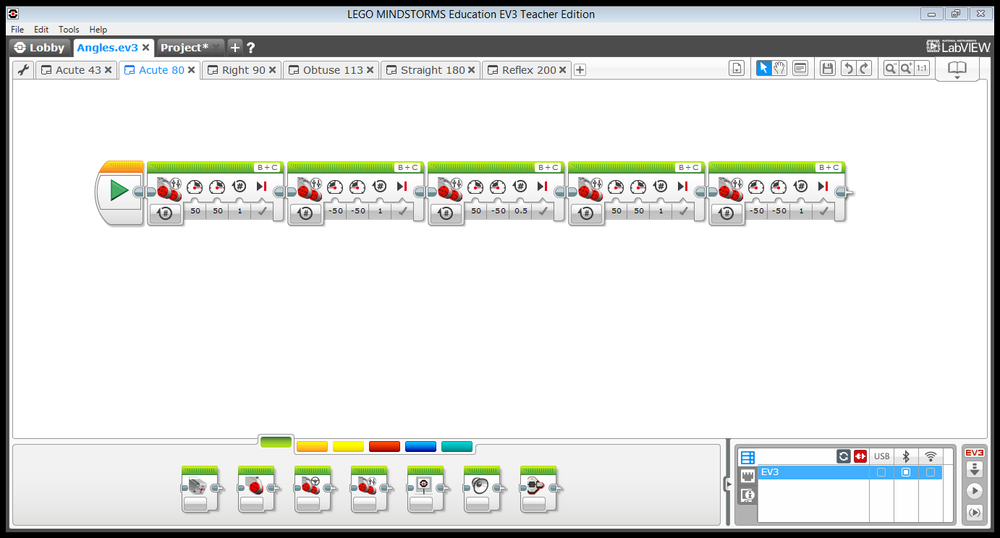 LEGO MINDSTORMS Education EV3 Teacher Edition
File Edit Tools Help
Lobby Angles.ev3 Project* + ?
NATIONAL INSTRUMENTS
LabVIEW
Acute 43 Acute 80 Right 90 Obtuse 113 Straight 180 Reflex 200 1:1
B+C B+C B+C B+C B+C
# # # # #
# 50 50 1 # -50 -50 1 # 50 -50 0.5 # 50 50 1 # -50 -50 1
USB
EV3
EV3